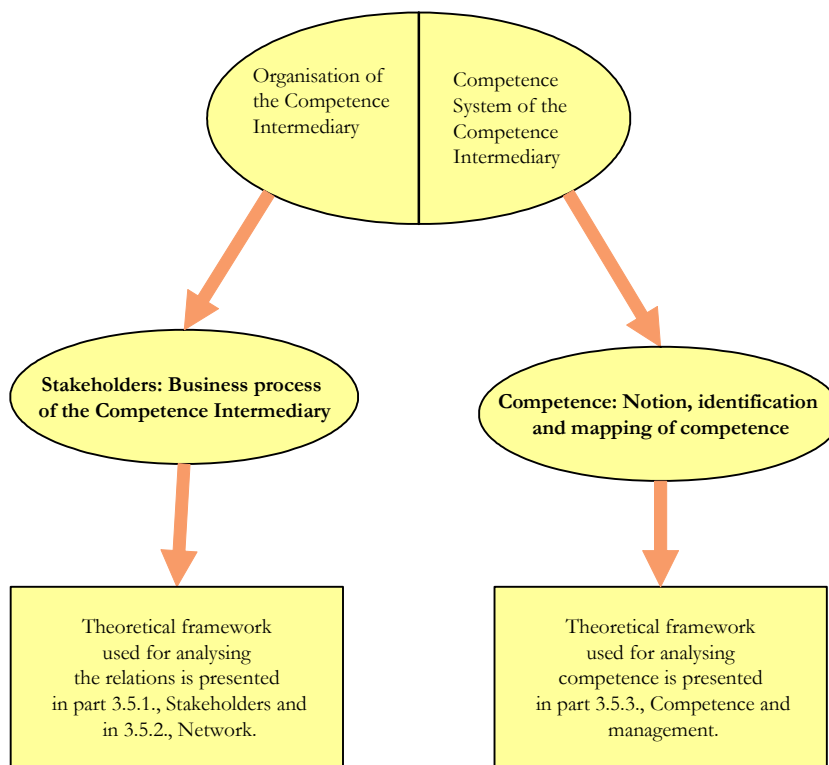 Organisation of
the Competence
Intermediary
Competence
System of the
Competence
Intermediary
Stakeholders: Business process
of the Competence Intermediary
Competence: Notion, identification
and mapping of competence
Theoretical framework
used for analysing
the relations is presented
in part 3.5.1., Stakeholders and
in 3.5.2., Network.
Theoretical framework
used for analysing
competence is presented
in part 3.5.3., Competence and
management.